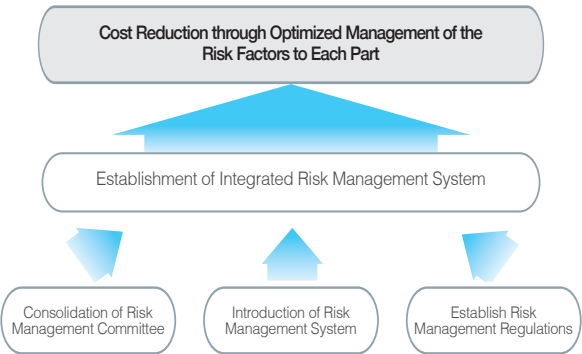 Cost Reduction through Optimized Management of the
Risk Factors to Each Part
Establishment of Integrated Risk Management System
Consolidation of Risk
Management Committee
Introduction of Risk
Management System
Establish Risk
Management Regulations